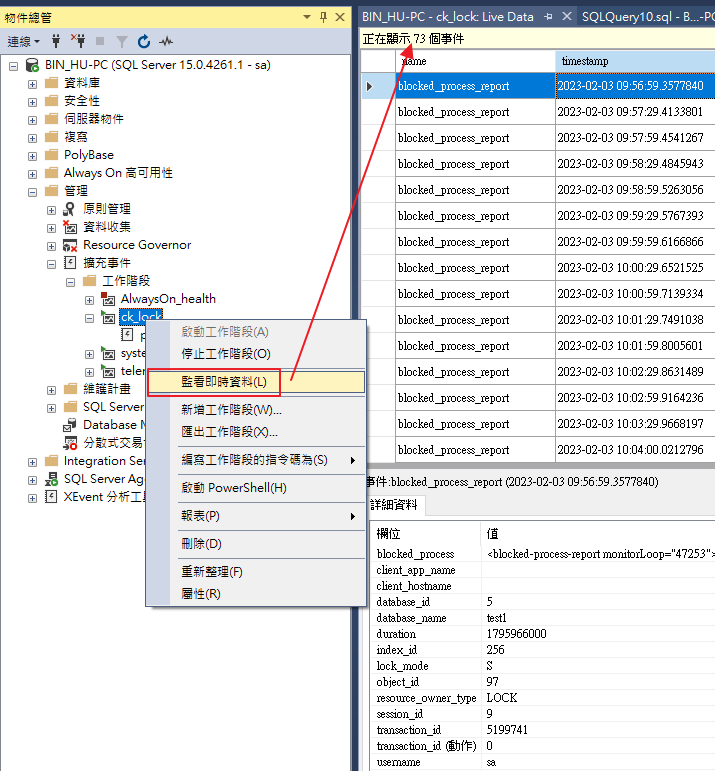 物件總管
連線
BIN_HU-PC (SQL Server 15.0.4261.1 - sa)
資料庫
安全性
伺服器物件
複寫
PolyBase
Always On 高可用性
管理
原則管理
資料收集
Resource Governor
擴充事件
工作階段
AlwaysOn_health
ck_lock
p
syste
teler
維護計畫
SQL Server
Database M
分散式交易
Integration Ser
SQL Server Ag
XEvent 分析工
啟動工作階段(A)
停止工作階段(O)
監看即時資料(L)
新增工作階段(W)...
匯出工作階段(X)...
編寫工作階段的指令碼為(S)
啟動 PowerShell(H)
報表(P)
刪除(D)
重新整理(F)
屬性(R)
BIN_HU-PC - ck_lock: Live Data
SQLQuery10.sql - B...-PC
正在顯示 73 個事件
name timestamp
blocked_process_report 2023-02-03 09:56:59.3577840
blocked_process_report 2023-02-03 09:57:29.4133801
blocked_process_report 2023-02-03 09:57:59.4541267
blocked_process_report 2023-02-03 09:58:29.4845943
blocked_process_report 2023-02-03 09:58:59.5263056
blocked_process_report 2023-02-03 09:59:29.5767393
blocked_process_report 2023-02-03 09:59:59.6166866
blocked_process_report 2023-02-03 10:00:29.6521525
blocked_process_report 2023-02-03 10:00:59.7139334
blocked_process_report 2023-02-03 10:01:29.7491038
blocked_process_report 2023-02-03 10:01:59.8005601
blocked_process_report 2023-02-03 10:02:29.8631489
blocked_process_report 2023-02-03 10:02:59.9164236
blocked_process_report 2023-02-03 10:03:29.9668197
blocked_process_report 2023-02-03 10:04:00.0212796
事件:blocked_process_report (2023-02-03 09:56:59.3577840)
詳細資料
欄位 值
blocked_process <blocked-process-report monitorLoop="47253">
client_app_name
client_hostname
database_id 5
database_name test1
duration 1795966000
index_id 256
lock_mode S
object_id 97
resource_owner_type LOCK
session_id 9
transaction_id 5199741
transaction_id (動作) 0
username sa